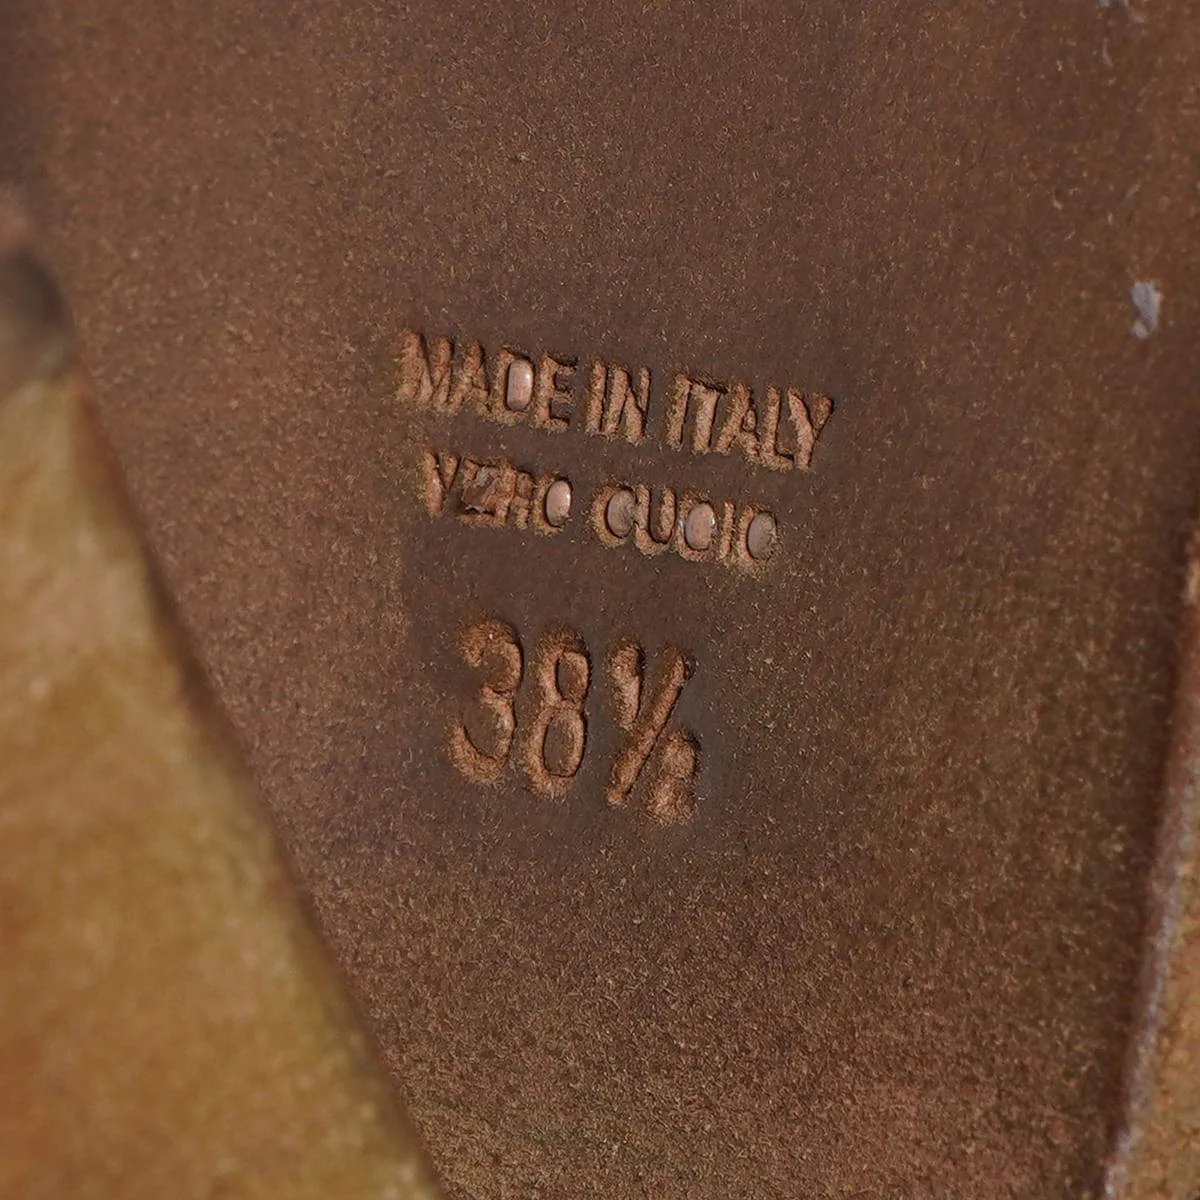 MADE IN ITALY
VERO CUOIO
38½